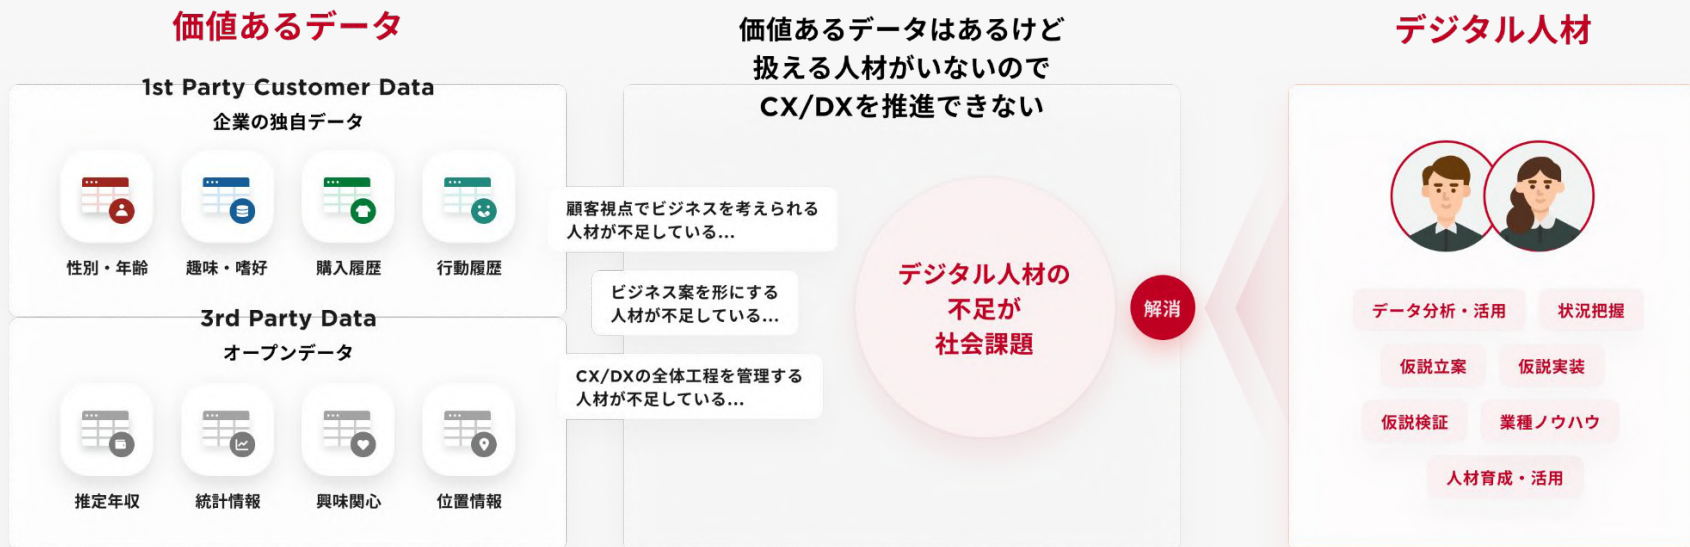 価値あるデータ
1st Party Customer Data
企業の独自データ
性別・年齢
趣味・嗜好
購入履歴
行動履歴
3rd Party Data
オープンデータ
推定年収
統計情報
興味関心
位置情報
価値あるデータはあるけど
扱える人材がいないので
CX/DXを推進できない
顧客視点でビジネスを考えられる
人材が不足している...
ビジネス案を形にする
人材が不足している...
CX/DXの全体工程を管理する
人材が不足している...
デジタル人材の
不足が
社会課題
解消
デジタル人材
データ分析・活用
状況把握
仮説立案
仮説実装
仮説検証
業種ノウハウ
人材育成・活用